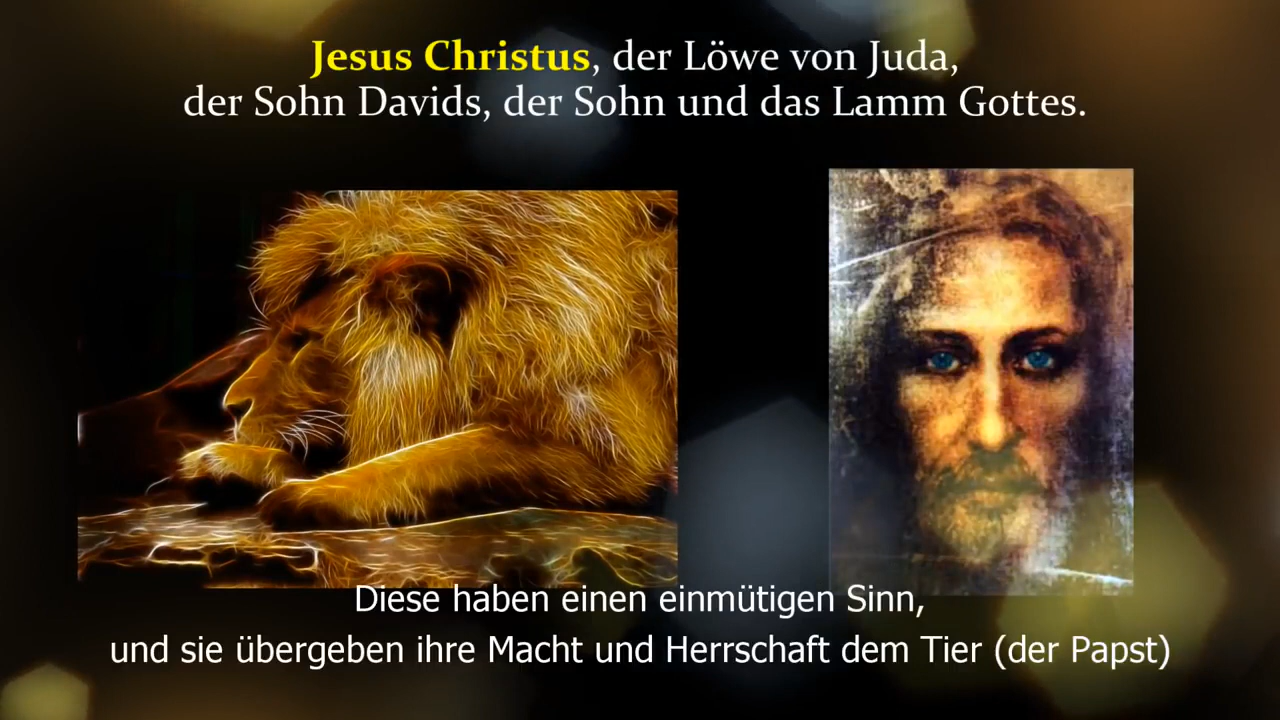 Jesus Christus, der Löwe von Juda,
der Sohn Davids, der Sohn und das Lamm Gottes.
Diese haben einen einmütigen Sinn,
und sie übergeben ihre Macht und Herrschaft dem Tier (der Papst)